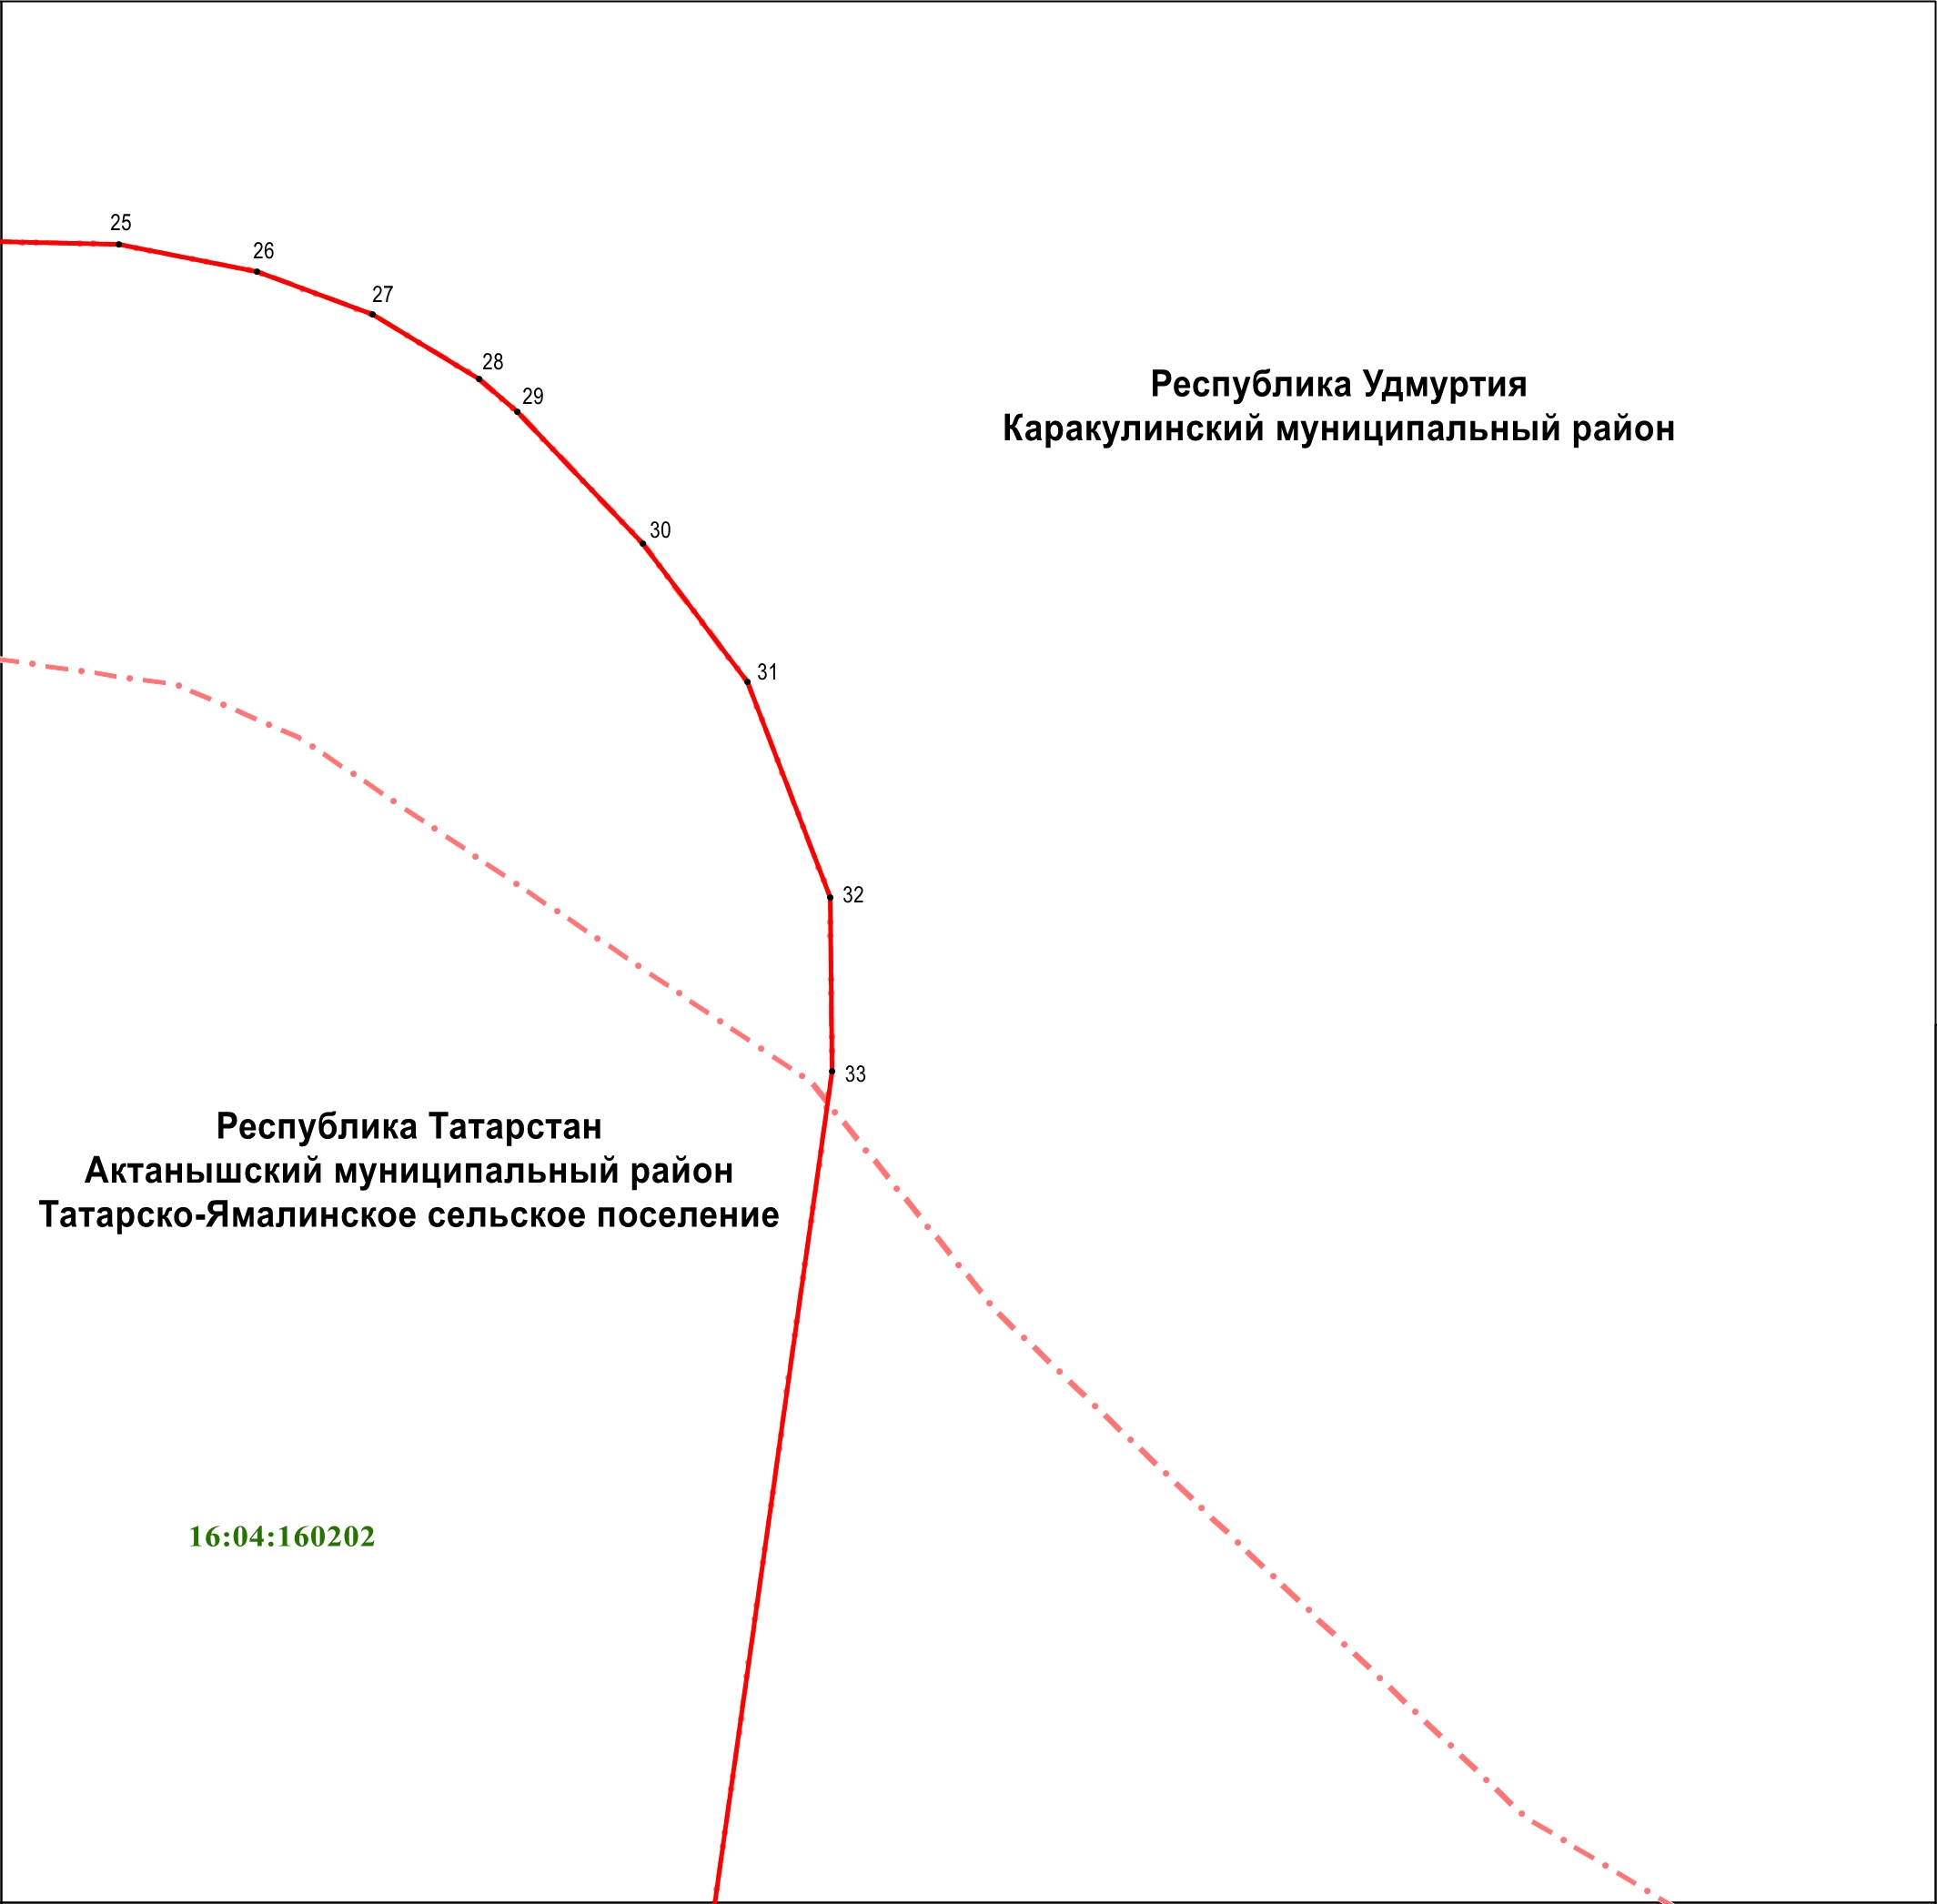 25
26
27
28
29
Республика Удмуртия
Каракулинский муниципальный район
30
31
32
33
Республика Татарстан
Актанышский муниципальный район
Татарско-Ямалинское сельское поселение
16:04:160202